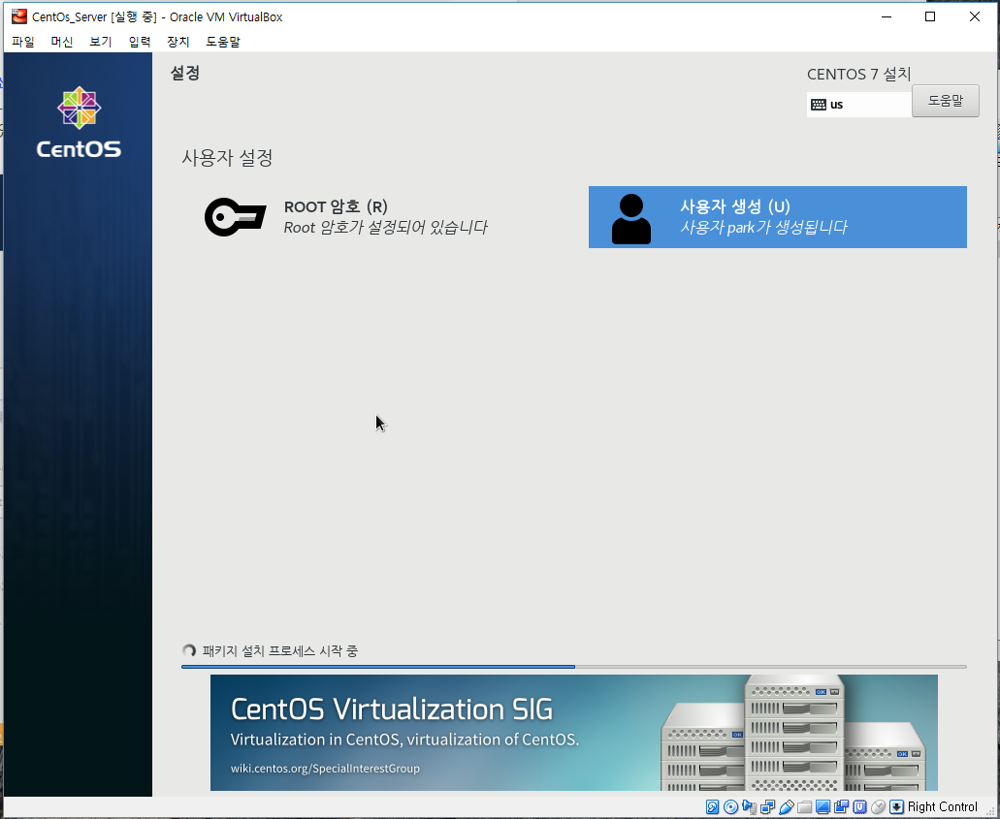 CentOs_Server [실행 중] - Oracle VM VirtualBox
파일 머신 보기 입력 장치 도움말
설정
CENTOS 7 설치
us
도움말
CentOS
사용자 설정
ROOT 암호 (R)
Root 암호가 설정되어 있습니다
사용자 생성 (U)
사용자 park가 생성됩니다
패키지 설치 프로세스 시작 중
CentOS Virtualization SIG
Virtualization in CentOS, virtualization of CentOS.
wiki.centos.org/SpecialInterestGroup
OK
OK
OK
Right Control